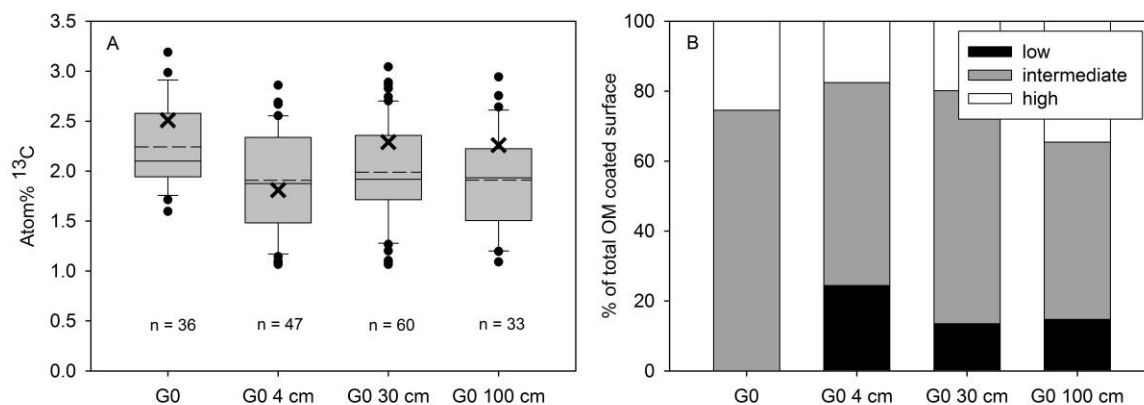 A
Atom% ¹³C
3.5
3.0
2.5
2.0
1.5
1.0
0.5
0.0
n = 36
n = 47
n = 60
n = 33
G0
G0 4 cm
G0 30 cm
G0 100 cm
B
% of total OM coated surface
100
80
60
40
20
0
low
intermediate
high
G0
G0 4 cm
G0 30 cm
G0 100 cm